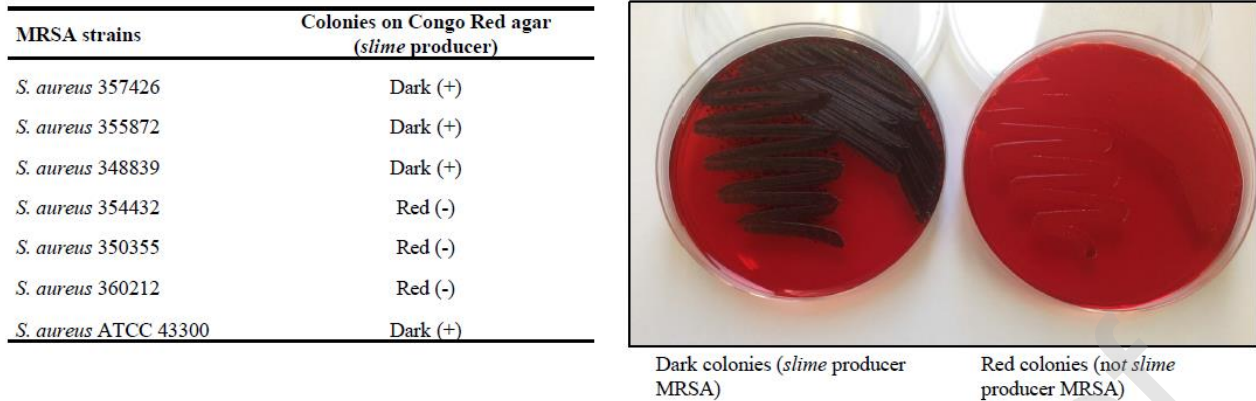 MRSA strains
Colonies on Congo Red agar
(slime producer)
S. aureus 357426 Dark (+)
S. aureus 355872 Dark (+)
S. aureus 348839 Dark (+)
S. aureus 354432 Red (-)
S. aureus 350355 Red (-)
S. aureus 360212 Red (-)
S. aureus ATCC 43300 Dark (+)
Dark colonies (slime producer
MRSA)
Red colonies (not slime
producer MRSA)